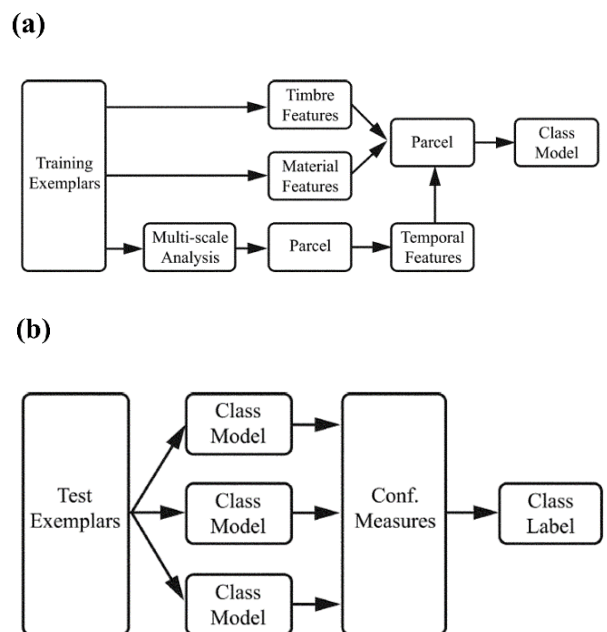 (a)
Timbre
Features
Training
Exemplars
Material
Features
Parcel
Class
Model
Multi-scale
Analysis
Parcel
Temporal
Features
(b)
Test
Exemplars
Class
Model
Class
Model
Class
Model
Conf.
Measures
Class
Label